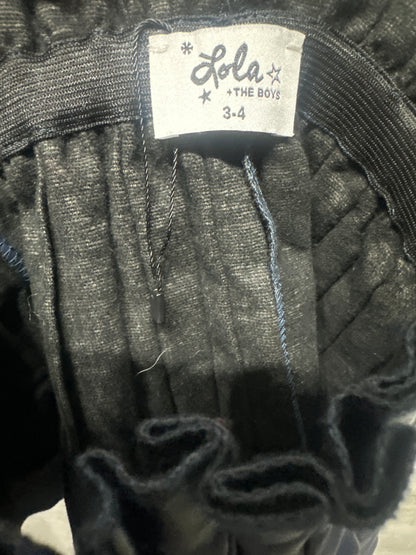 Lola
+THE BOYS
3-4